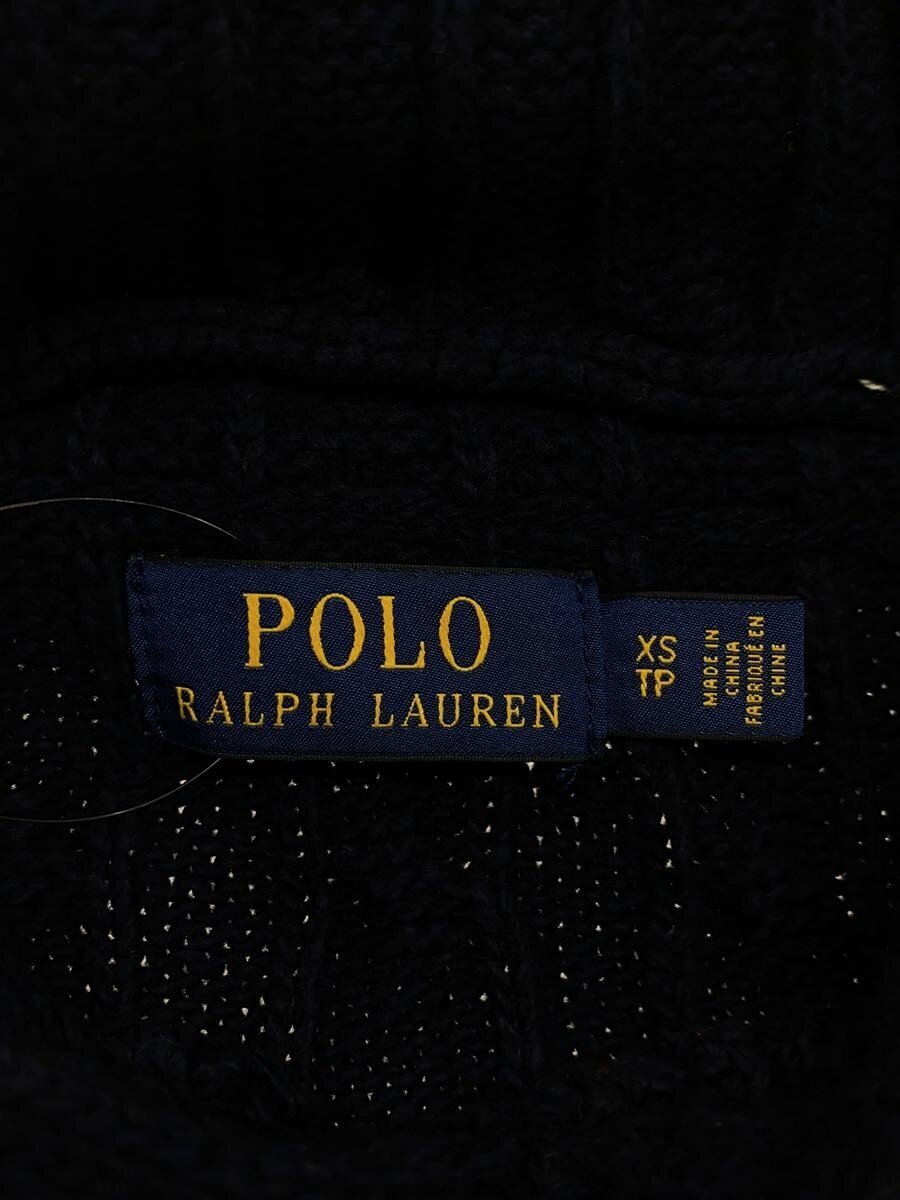 POLO
RALPH LAUREN
XS
TP
MADE IN
CHINA
FABRIQUÉ EN
CHINE